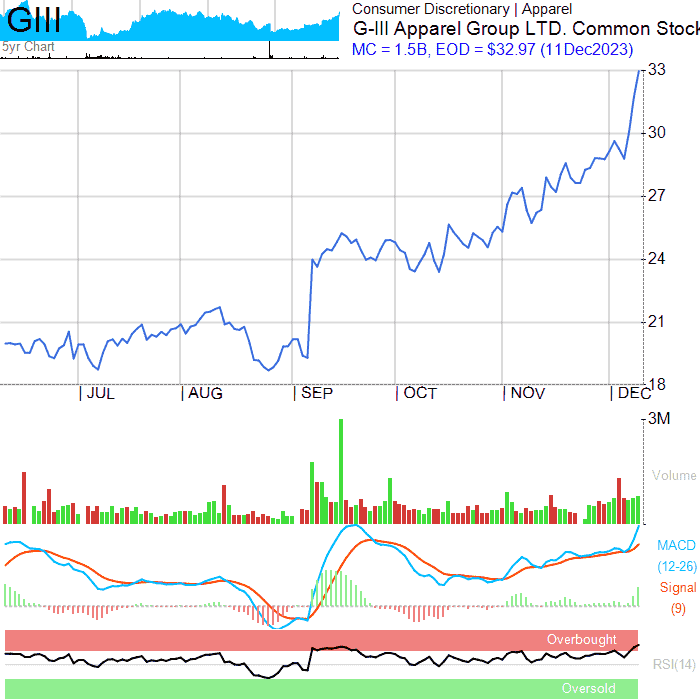 GIII
5yr Chart
Consumer Discretionary | Apparel
G-III Apparel Group LTD. Common Stock
MC = 1.5B, EOD = $32.97 (11Dec2023)
33
30
27
24
21
18
|JUL |AUG |SEP |OCT |NOV |DEC
3M
Volume
MACD
(12-26)
Signal
(9)
Overbought
RSI(14)
Oversold